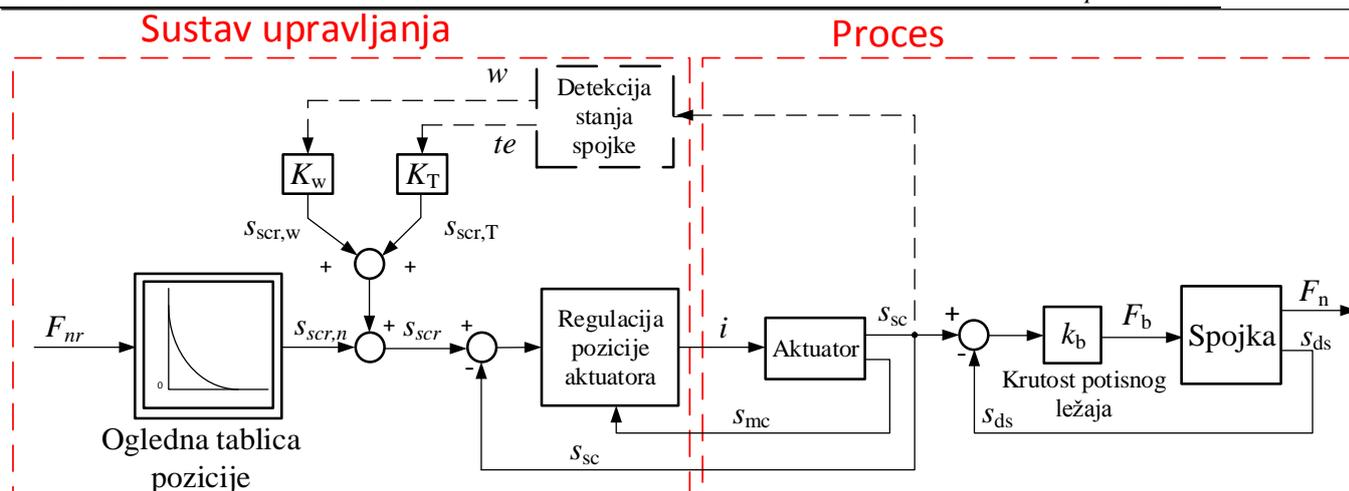 Sustav upravljanja
Proces
w
te
Detekcija
stanja
spojke
K_w
K_T
s_scr,w
s_scr,T
+
+
F_nr
0
Ogledna tablica
pozicije
s_scr,n
+
s_scr
+
-
Regulacija
pozicije
aktuatora
i
Aktuator
s_sc
s_mc
s_sc
+
-
k_b
Krutost potisnog
ležaja
F_b
Spojka
F_n
s_ds
s_ds